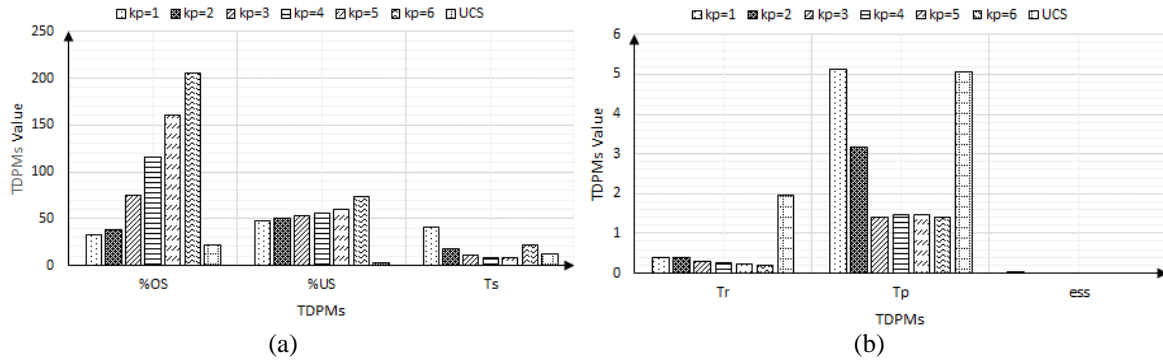 kp=1 kp=2 kp=3 kp=4 kp=5 kp=6 UCS
250
200
150
100
50
0
TDPMs Value
%OS %US Ts
TDPMs
(a)
kp=1 kp=2 kp=3 kp=4 kp=5 kp=6 UCS
6
5
4
3
2
1
0
TDPMs Value
Tr Tp ess
TDPMs
(b)